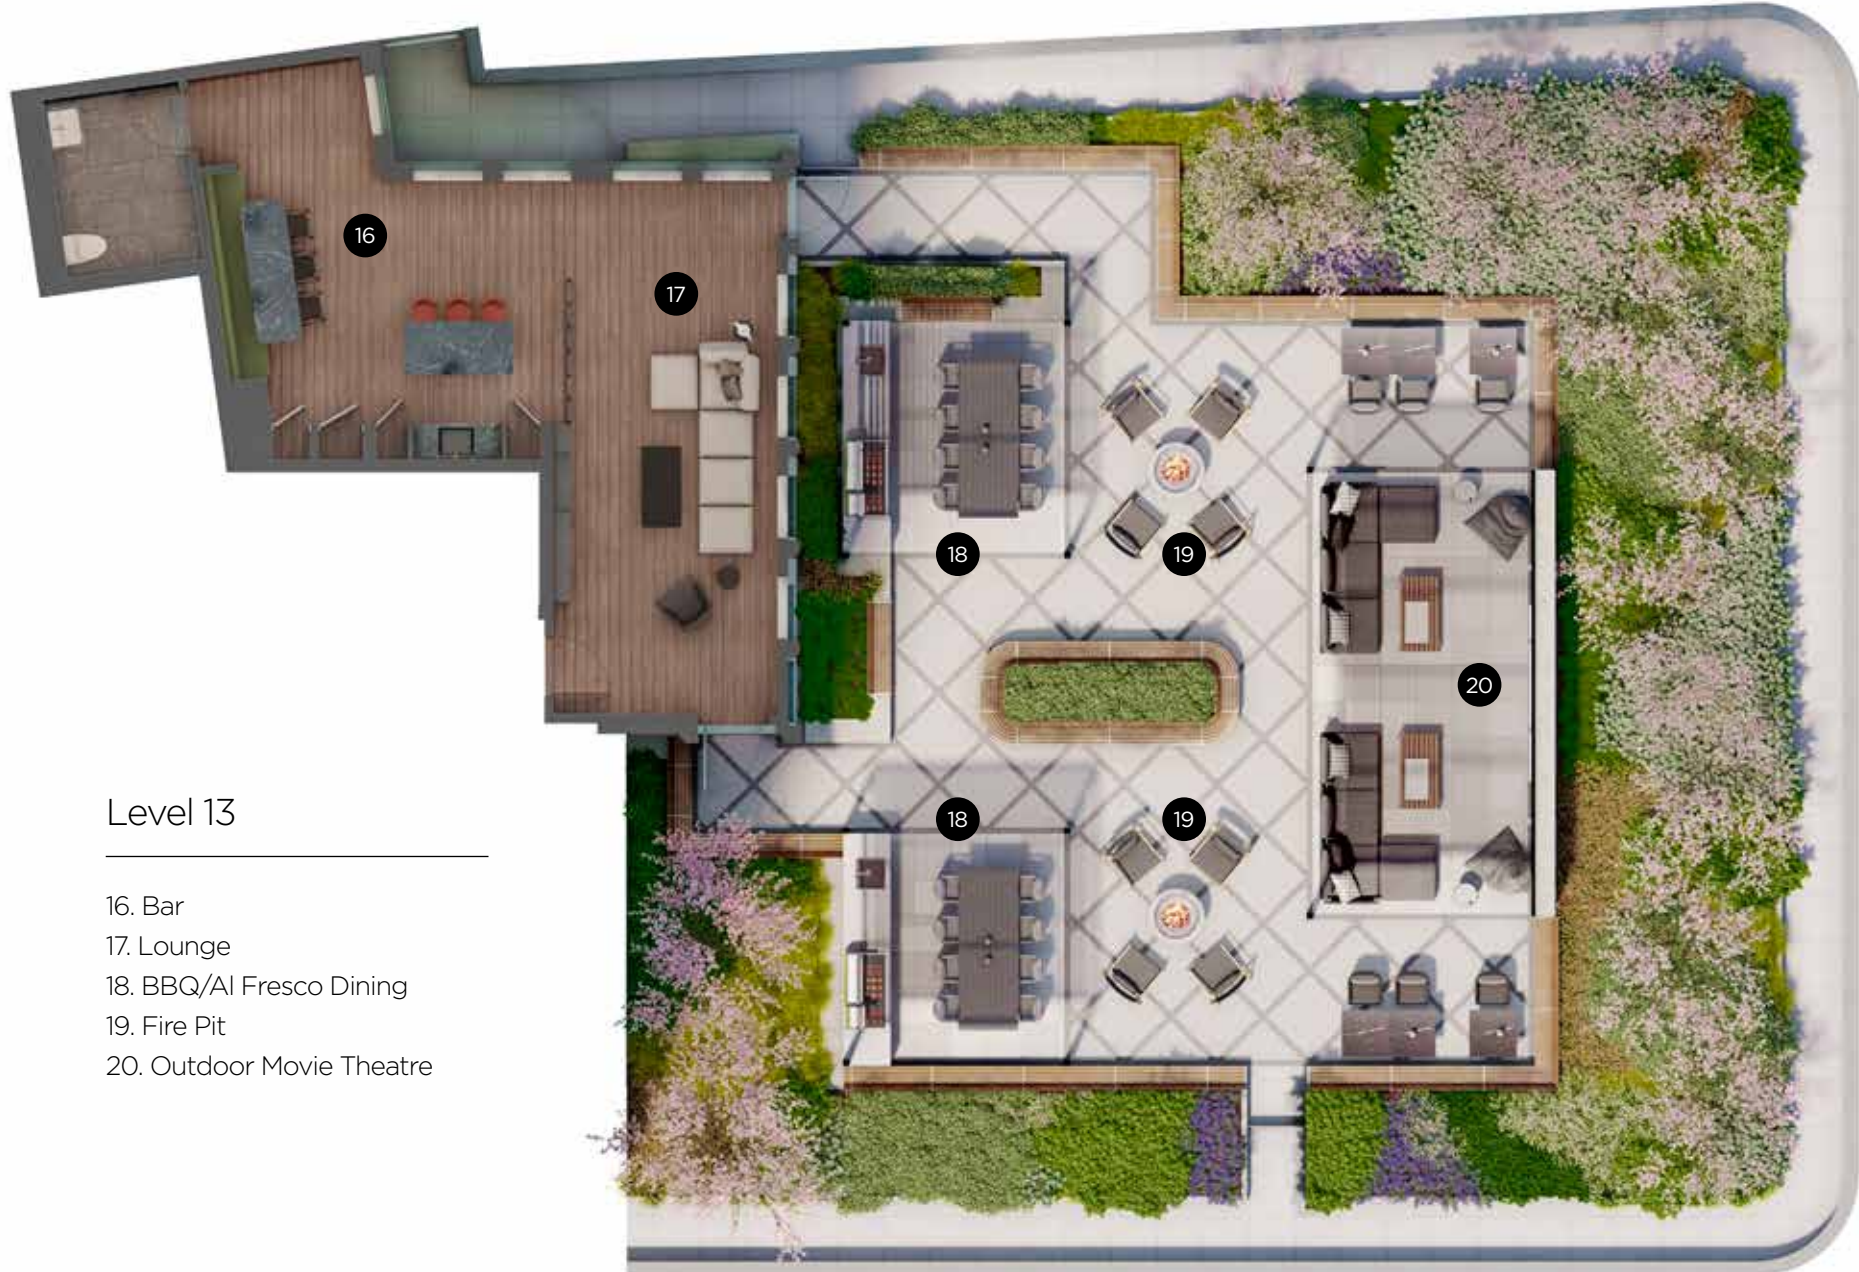 16
17
18
19
20
18
19
Level 13
16. Bar
17. Lounge
18. BBQ/Al Fresco Dining
19. Fire Pit
20. Outdoor Movie Theatre